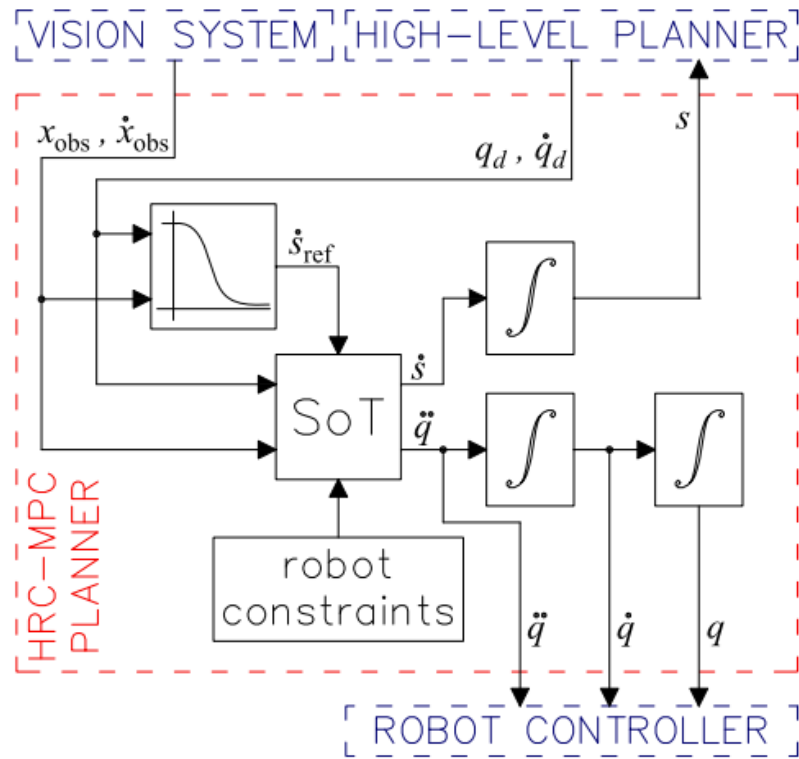 VISION SYSTEM
HIGH-LEVEL PLANNER
x_obs , ẋ_obs
q_d , q̇_d
s
ṡ_ref
∫
ṡ
SoT
q̈
∫
∫
robot
constraints
HRC-MPC
PLANNER
q̈
q̇
q
ROBOT CONTROLLER